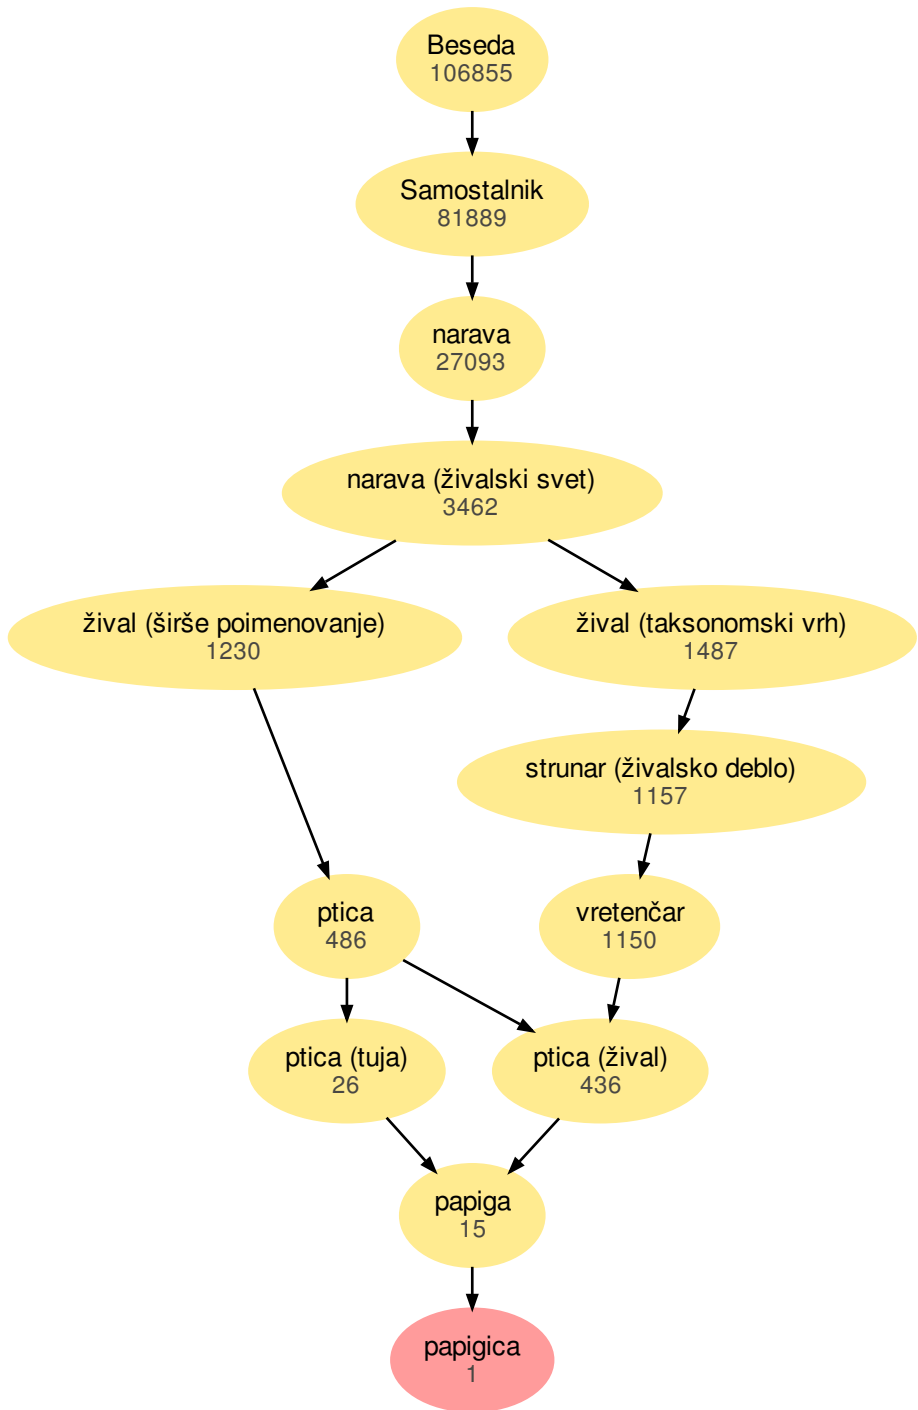 Beseda
106855
Samostalnik
81889
narava
27093
narava (živalski svet)
3462
žival (širše poimenovanje)
1230
žival (taksonomski vrh)
1487
strunar (živalsko deblo)
1157
ptica
486
vretenčar
1150
ptica (tuja)
26
ptica (žival)
436
papiga
15
papigica
1